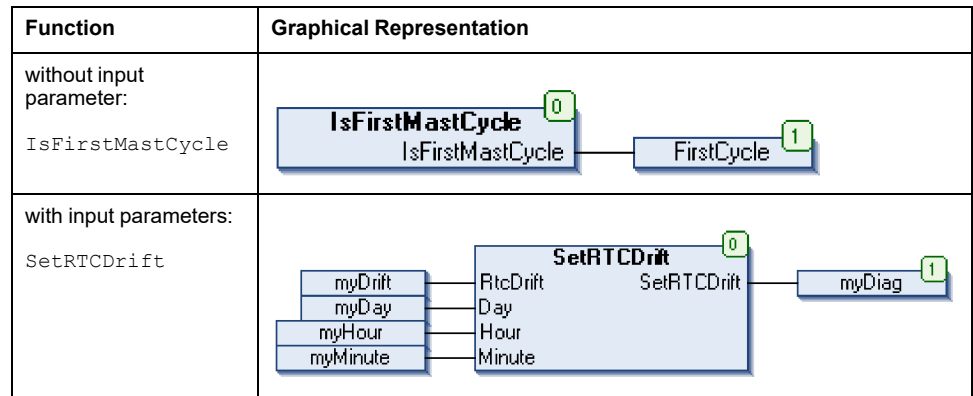 Function
Graphical Representation
without input
parameter:
IsFirstMastCycle
0
IsFirstMastCycle
IsFirstMastCycle
1
FirstCycle
with input parameters:
SetRTCDrift
0
SetRTCDrift
myDrift
RtcDrift
SetRTCDrift
1
myDiag
myDay
Day
myHour
Hour
myMinute
Minute